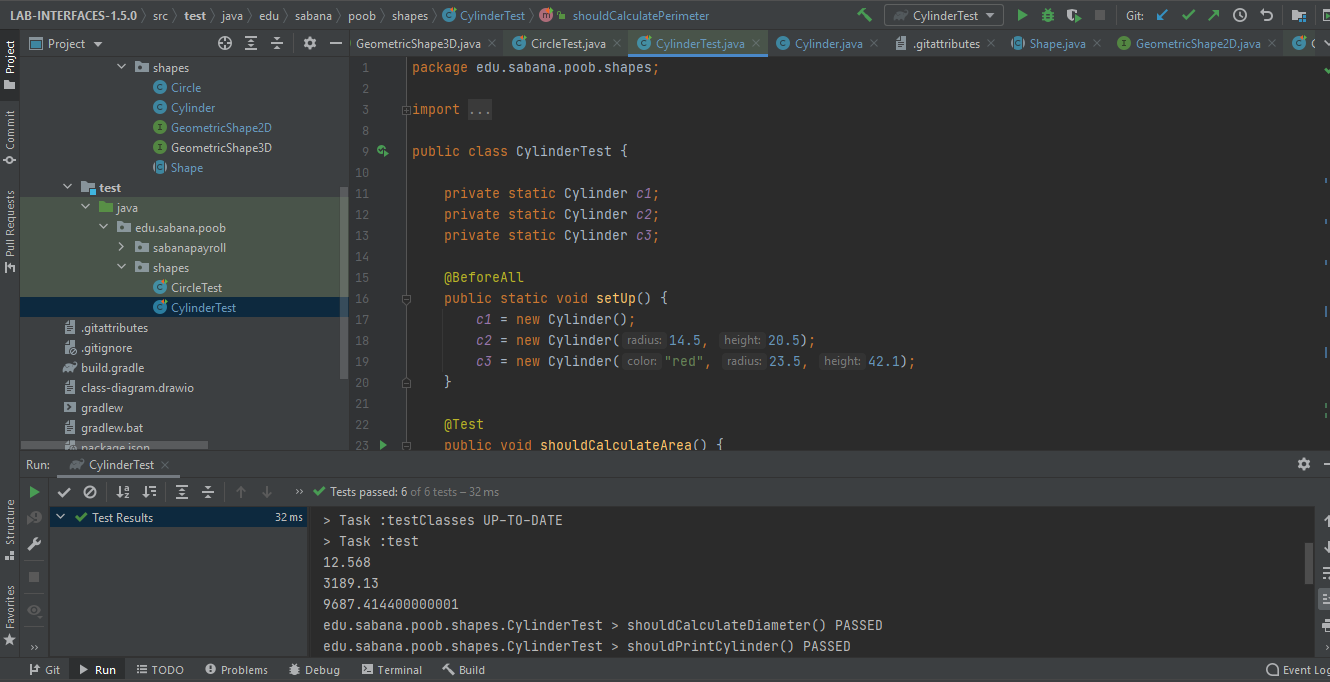 LAB-INTERFACES-1.5.0 src test java edu sabana poob shapes CylinderTest m shouldCalculatePerimeter CylinderTest Git:
Project
GeometricShape3D.java CircleTest.java CylinderTest.java Cylinder.java .gitattributes Shape.java GeometricShape2D.java
Project
Commit
Pull Requests
Structure
Favorites
shapes
Circle
Cylinder
GeometricShape2D
GeometricShape3D
Shape
test
java
edu.sabana.poob
sabanapayroll
shapes
CircleTest
CylinderTest
.gitattributes
.gitignore
build.gradle
class-diagram.drawio
gradlew
gradlew.bat
package.json
1 package edu.sabana.poob.shapes;
2
3 import ...
8
9 public class CylinderTest {
10
11 private static Cylinder c1;
12 private static Cylinder c2;
13 private static Cylinder c3;
14
15 @BeforeAll
16 public static void setUp() {
17 c1 = new Cylinder();
18 c2 = new Cylinder( radius: 14.5, height: 20.5);
19 c3 = new Cylinder( color: "red", radius: 23.5, height: 42.1);
20 }
21
22 @Test
23 public void shouldCalculateArea() {
Run: CylinderTest
Tests passed: 6 of 6 tests – 32 ms
Test Results 32 ms
> Task :testClasses UP-TO-DATE
> Task :test
12.568
3189.13
9687.414400000001
edu.sabana.poob.shapes.CylinderTest > shouldCalculateDiameter() PASSED
edu.sabana.poob.shapes.CylinderTest > shouldPrintCylinder() PASSED
Git Run TODO Problems Debug Terminal Build Event Log